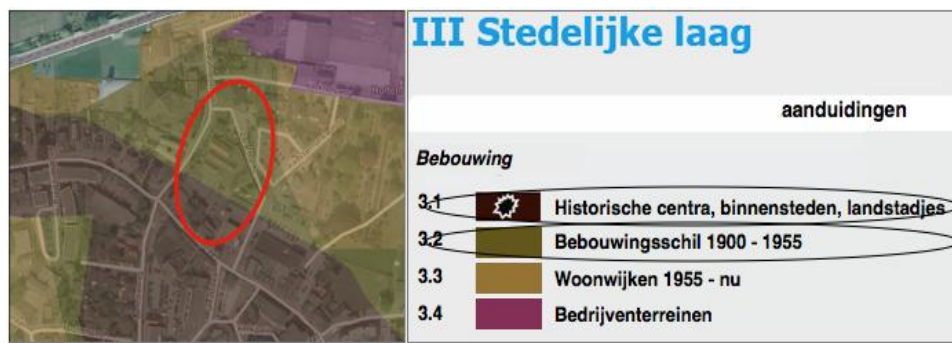 III Stedelijke laag
aanduidingen
Bebouwing
3.1 Historische centra, binnensteden, landstadjes
3.2 Bebouwingsschil 1900 - 1955
3.3 Woonwijken 1955 - nu
3.4 Bedrijventerreinen